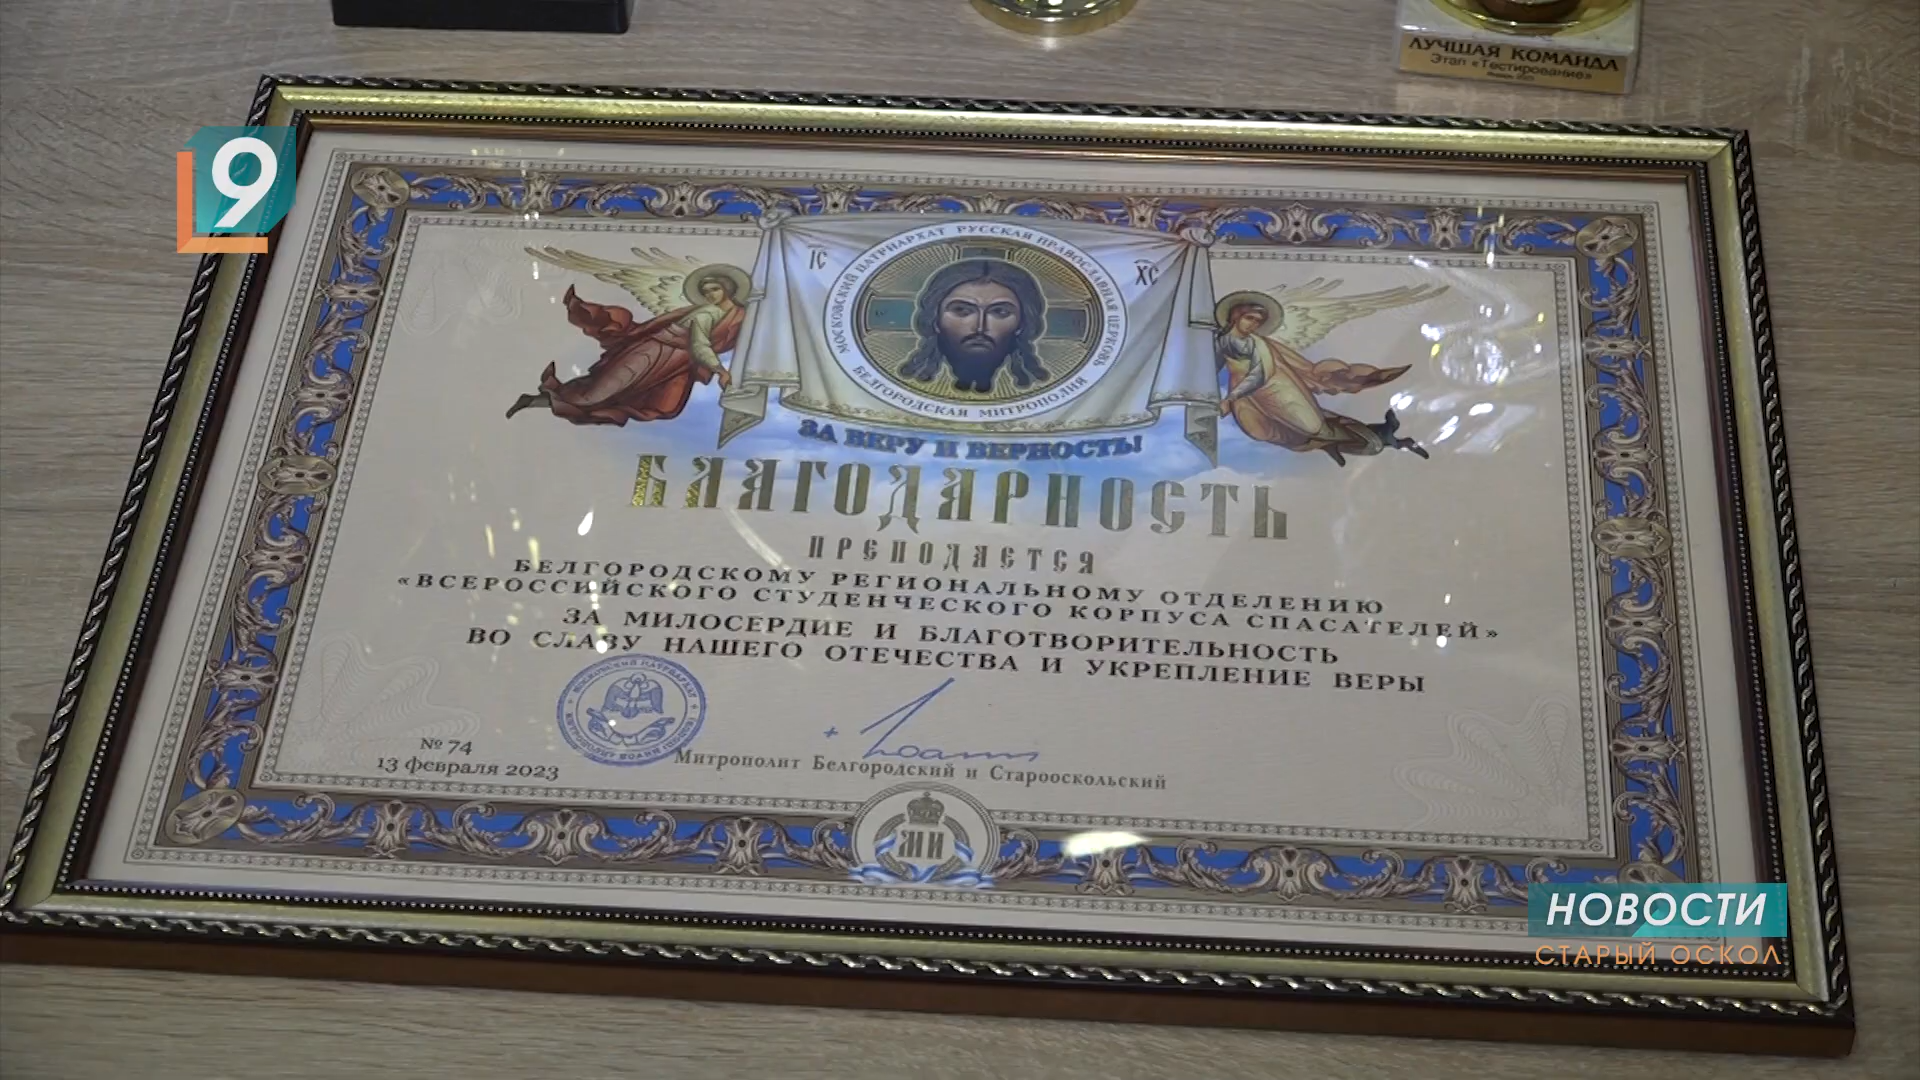 ЛУЧШАЯ КОМАНДА
Этап «Тестирование»
9
IC
XC
МОСКОВСКИЙ ПАТРИАРХАТ РУССКАЯ ПРАВОСЛАВНАЯ ЦЕРКОВЬ
БЕЛГОРОДСКАЯ МИТРОПОЛИЯ
ЗА ВЕРУ И ВЕРНОСТЬ!
БЛАГОДАРНОСТЬ
ПРЕПОДАЕТСЯ
БЕЛГОРОДСКОМУ РЕГИОНАЛЬНОМУ ОТДЕЛЕНИЮ
«ВСЕРОССИЙСКОГО СТУДЕНЧЕСКОГО КОРПУСА СПАСАТЕЛЕЙ»
ЗА МИЛОСЕРДИЕ И БЛАГОТВОРИТЕЛЬНОСТЬ
ВО СЛАВУ НАШЕГО ОТЕЧЕСТВА И УКРЕПЛЕНИЕ ВЕРЫ
МОСКОВСКИЙ ПАТРИАРХАТ
№ 74
13 февраля 2023
Митрополит Белгородский и Старооскольский
МИ
НОВОСТИ
СТАРЫЙ ОСКОЛ